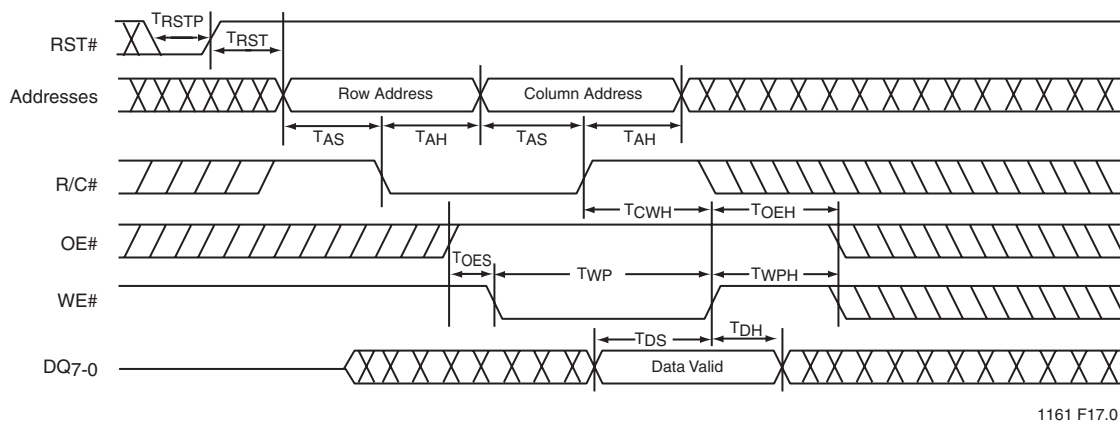 TRSTP
RST#
TRST
Addresses
Row Address
Column Address
TAS
TAH
TAS
TAH
R/C#
TCWH
TOEH
OE#
TOES
TWP
TWPH
WE#
TDS
TDH
DQ7-0
Data Valid
1161 F17.0